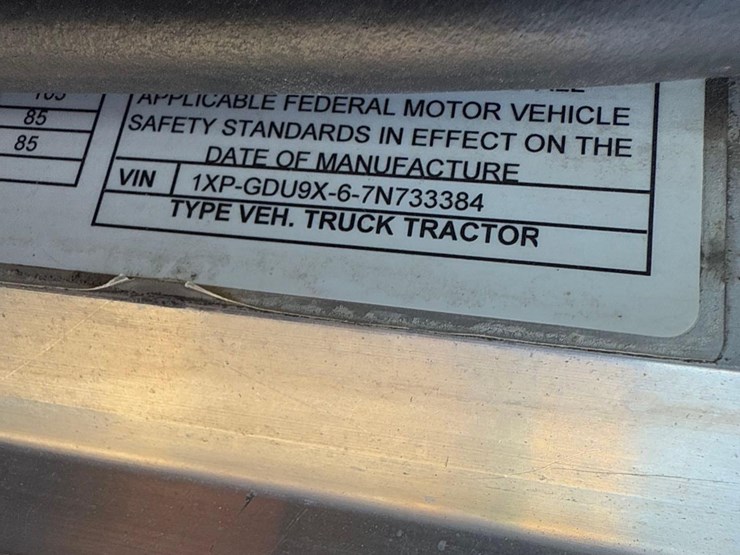 APPLICABLE FEDERAL MOTOR VEHICLE
SAFETY STANDARDS IN EFFECT ON THE
DATE OF MANUFACTURE
VIN 1XP-GDU9X-6-7N733384
TYPE VEH. TRUCK TRACTOR
85
85